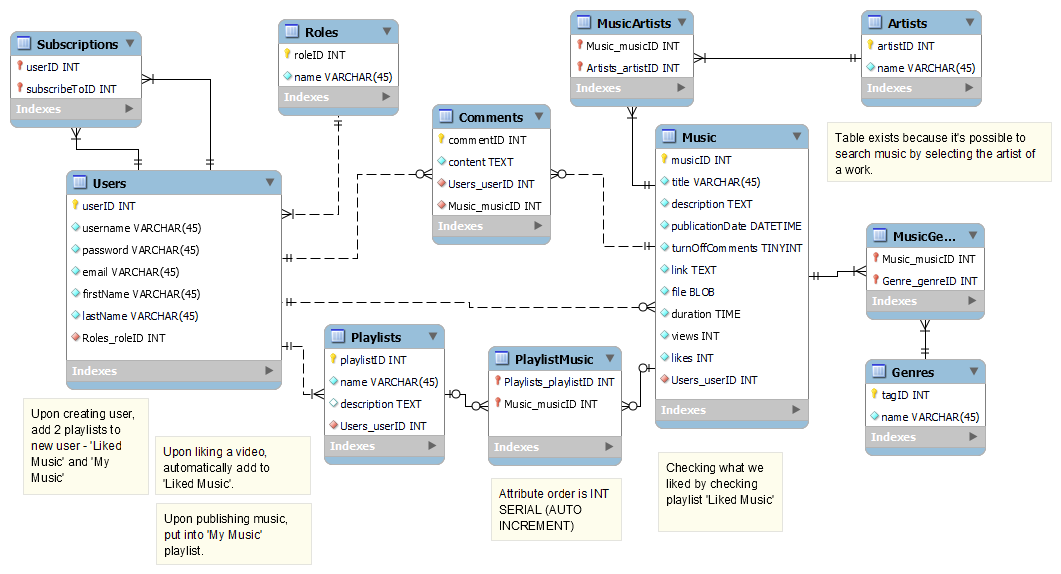 Subscriptions
userID INT
subscribeToID INT
Indexes
Roles
roleID INT
name VARCHAR(45)
Indexes
MusicArtists
Music_musicID INT
Artists_artistID INT
Indexes
Artists
artistID INT
name VARCHAR(45)
Indexes
Table exists because it's possible to
search music by selecting the artist of
a work.
Comments
commentID INT
content TEXT
Users_userID INT
Music_musicID INT
Indexes
Music
musicID INT
title VARCHAR(45)
description TEXT
publicationDate DATETIME
turnOffComments TINYINT
link TEXT
file BLOB
duration TIME
views INT
likes INT
Users_userID INT
Indexes
Users
userID INT
username VARCHAR(45)
password VARCHAR(45)
email VARCHAR(45)
firstName VARCHAR(45)
lastName VARCHAR(45)
Roles_roleID INT
Indexes
MusicGe...
Music_musicID INT
Genre_genreID INT
Indexes
Playlists
playlistID INT
name VARCHAR(45)
description TEXT
Users_userID INT
Indexes
PlaylistMusic
Playlists_playlistID INT
Music_musicID INT
Indexes
Genres
tagID INT
name VARCHAR(45)
Indexes
Upon creating user,
add 2 playlists to
new user - 'Liked
Music' and 'My
Music'
Upon liking a video,
automatically add to
'Liked Music'.
Upon publishing music,
put into 'My Music'
playlist.
Attribute order is INT
SERIAL (AUTO
INCREMENT)
Checking what we
liked by checking
playlist 'Liked Music'